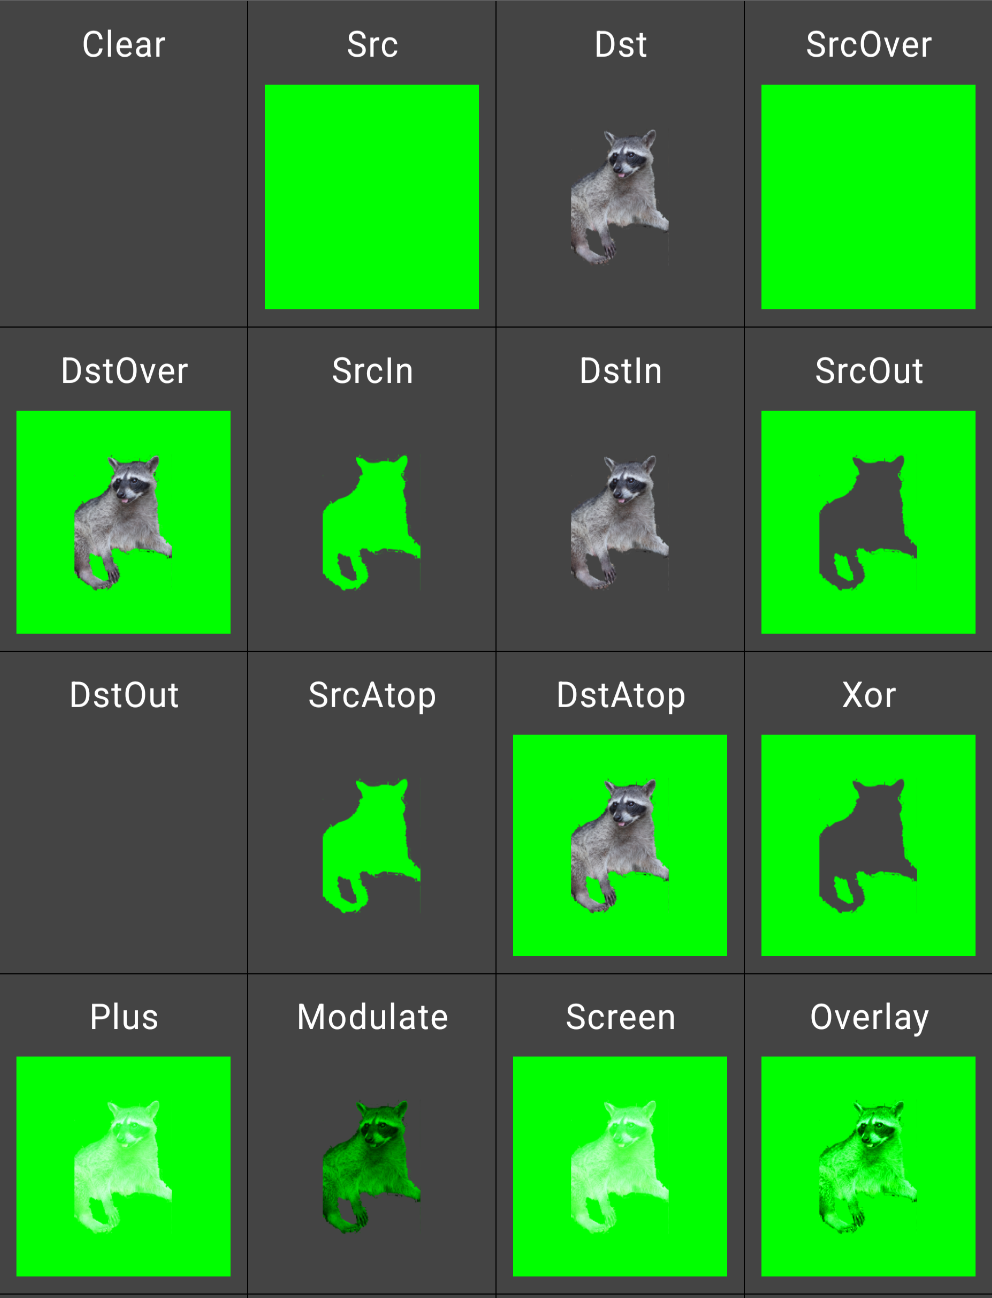 Clear
Src
Dst
SrcOver
DstOver
SrcIn
DstIn
SrcOut
DstOut
SrcAtop
DstAtop
Xor
Plus
Modulate
Screen
Overlay